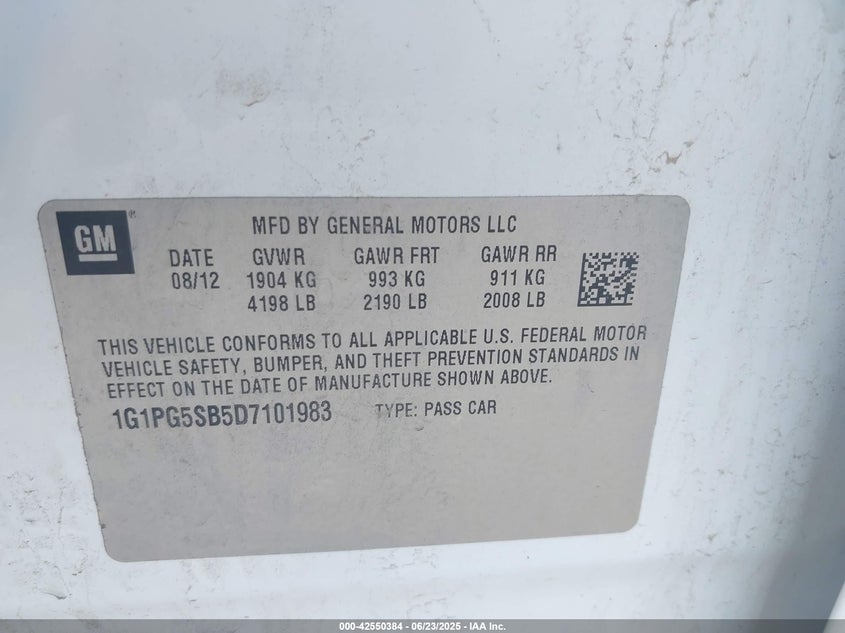 GM®
MFD BY GENERAL MOTORS LLC
DATE GVWR GAWR FRT GAWR RR
08/12 1904 KG 993 KG 911 KG
4198 LB 2190 LB 2008 LB
THIS VEHICLE CONFORMS TO ALL APPLICABLE U.S. FEDERAL MOTOR
VEHICLE SAFETY, BUMPER, AND THEFT PREVENTION STANDARDS IN
EFFECT ON THE DATE OF MANUFACTURE SHOWN ABOVE.
1G1PG5SB5D7101983 TYPE: PASS CAR
000-42550384 - 06/23/2025 - IAA Inc.